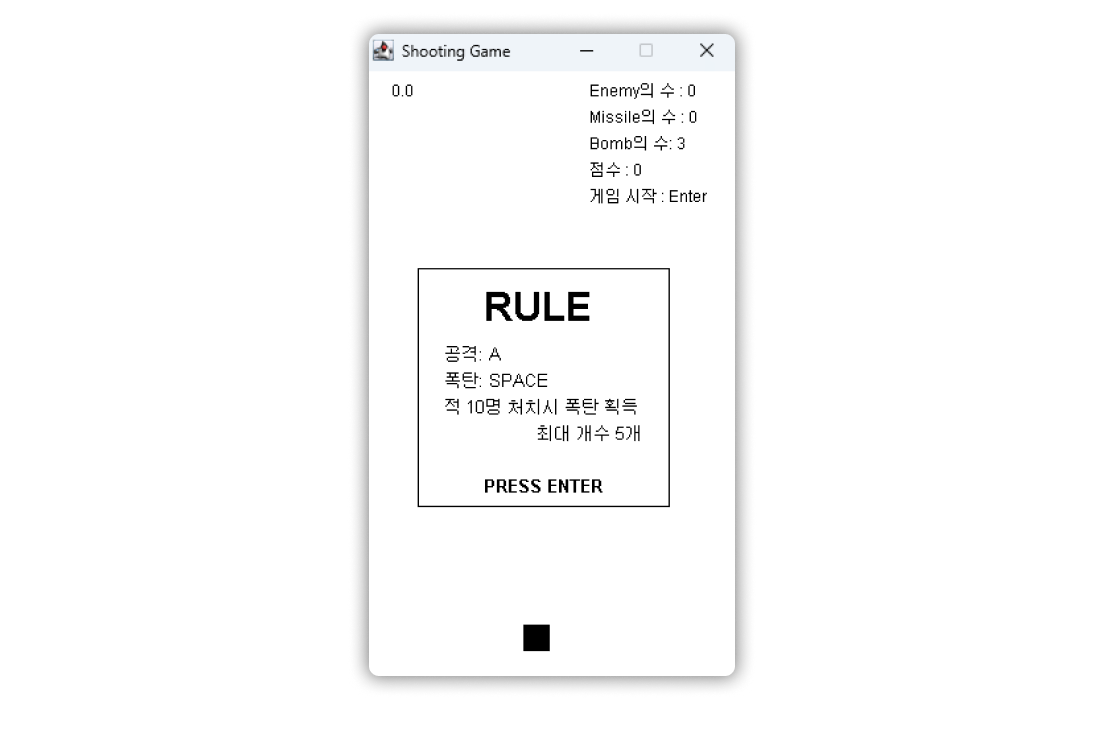 Shooting Game
0.0
Enemy의 수 : 0
Missile의 수 : 0
Bomb의 수: 3
점수 : 0
게임 시작 : Enter
RULE
공격: A
폭탄: SPACE
적 10명 처치시 폭탄 획득
최대 개수 5개
PRESS ENTER